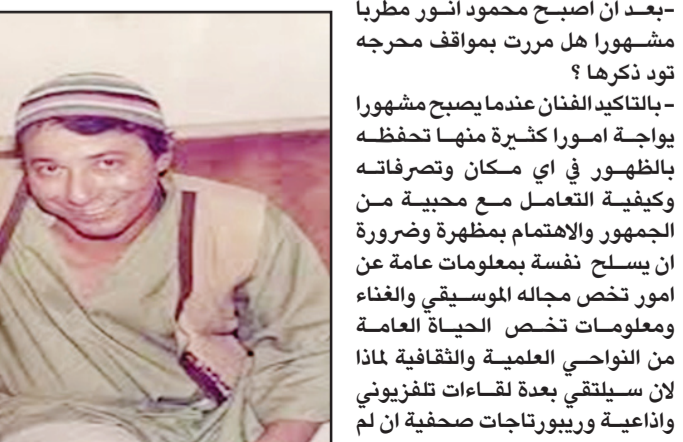 -بعد ان اصبح محمود انور مطربا
مشهورا هل مررت بمواقف محرجه
تود ذكرها ؟
- بالتاكيد الفنان عندما يصبح مشهورا
يواجة امورا كثيرة منها تحفظه
بالظهور في اي مكان وتصرفاته
وكيفية التعامل مع محبية من
الجمهور والاهتمام بمظهرة وضرورة
ان يسلح نفسة بمعلومات عامة عن
امور تخص مجاله الموسيقي والغناء
ومعلومات تخص الحياة العامة
من النواحي العلمية والثقافية لماذا
لان سيلتقي بعدة لقاءات تلفزيوني
واذاعية وريبورتاجات صحفية ان لم